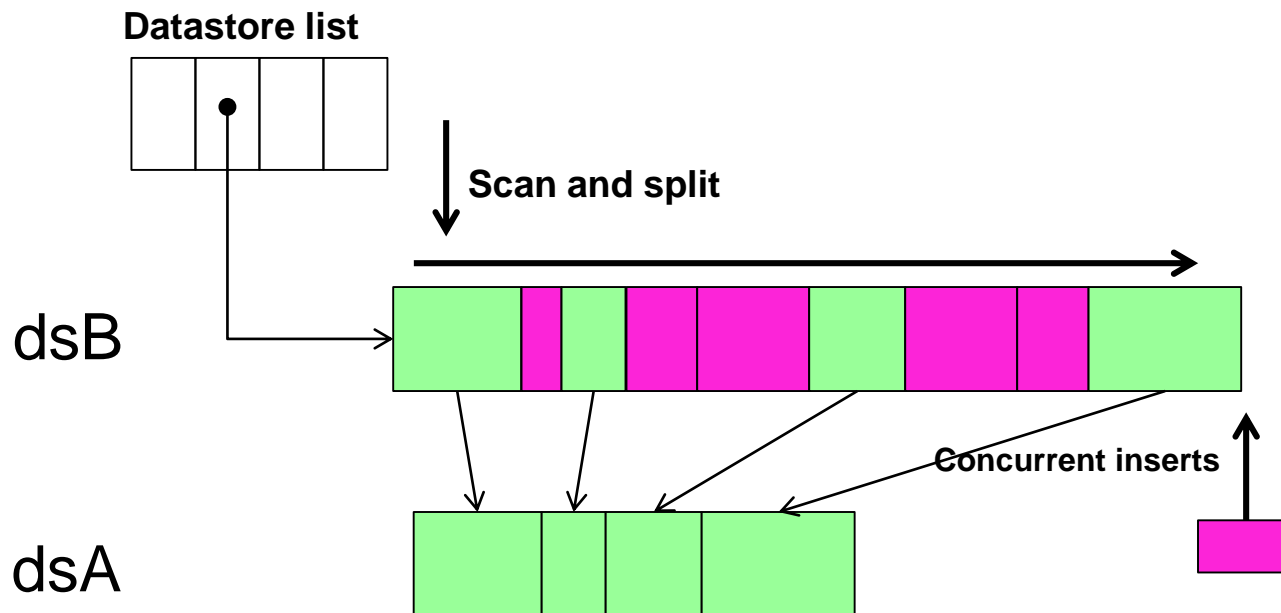 Datastore list
Scan and split
dsB
Concurrent inserts
dsA